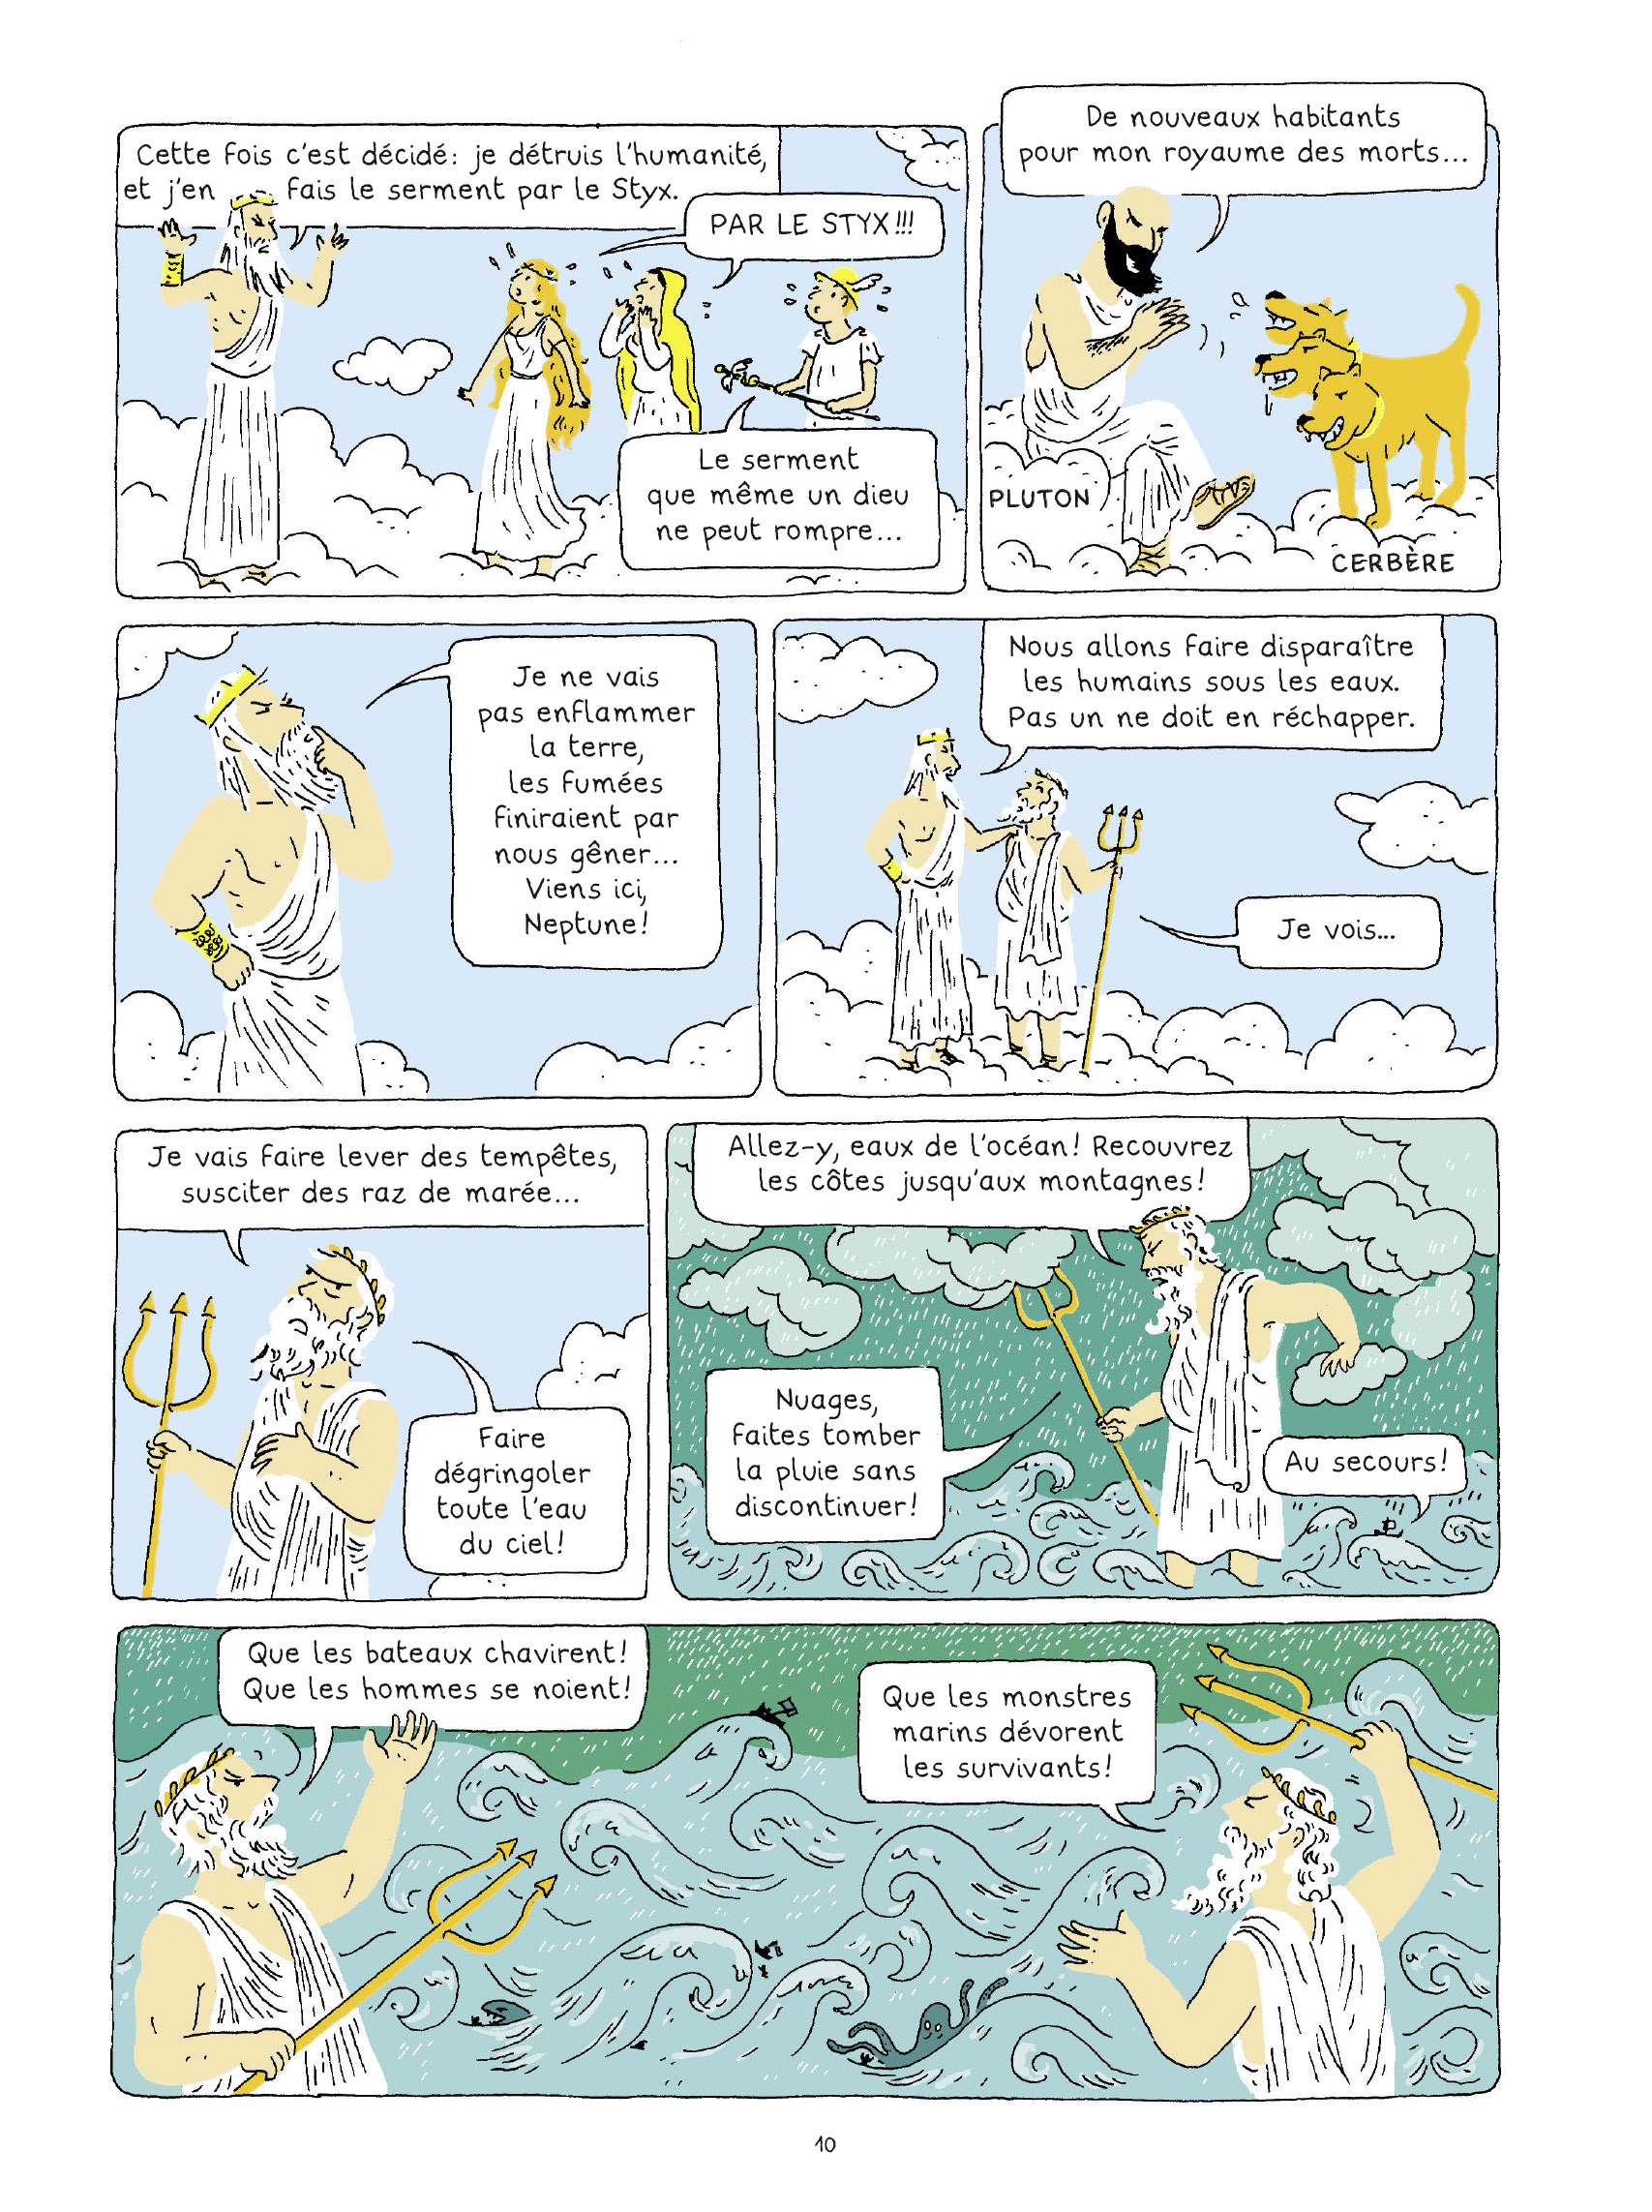 Cette fois c'est décidé: je détruis l'humanité,
et j'en fais le serment par le Styx.
PAR LE STYX!!!
Le serment
que même un dieu
ne peut rompre...
De nouveaux habitants
pour mon royaume des morts...
PLUTON
CERBÈRE
Je ne vais
pas enflammer
la terre,
les fumées
finiraient par
nous gêner...
Viens ici,
Neptune!
Nous allons faire disparaître
les humains sous les eaux.
Pas un ne doit en réchapper.
Je vois...
Je vais faire lever des tempêtes,
susciter des raz de marée...
Faire
dégringoler
toute l'eau
du ciel!
Allez-y, eaux de l'océan! Recouvrez
les côtes jusqu'aux montagnes!
Nuages,
faites tomber
la pluie sans
discontinuer!
Au secours!
Que les bateaux chavirent!
Que les hommes se noient!
Que les monstres
marins dévorent
les survivants!
10